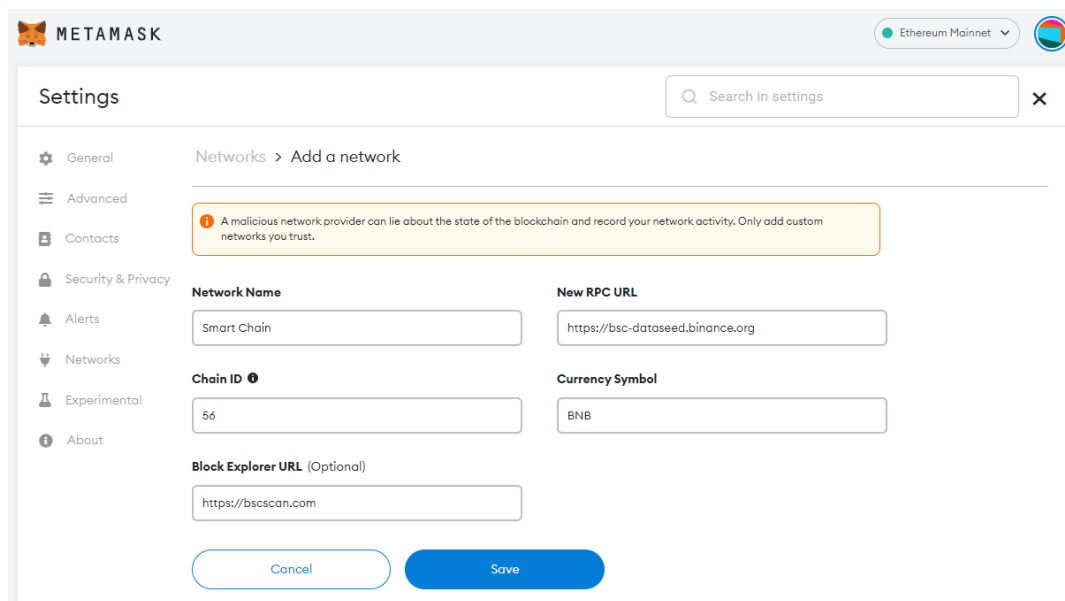 METAMASK
Ethereum Mainnet
Settings
Search in settings
General
Advanced
Contacts
Security & Privacy
Alerts
Networks
Experimental
About
Networks > Add a network
A malicious network provider can lie about the state of the blockchain and record your network activity. Only add custom
networks you trust.
Network Name
New RPC URL
Smart Chain
https://bsc-dataseed.binance.org
Chain ID
Currency Symbol
56
BNB
Block Explorer URL (Optional)
https://bscscan.com
Cancel
Save